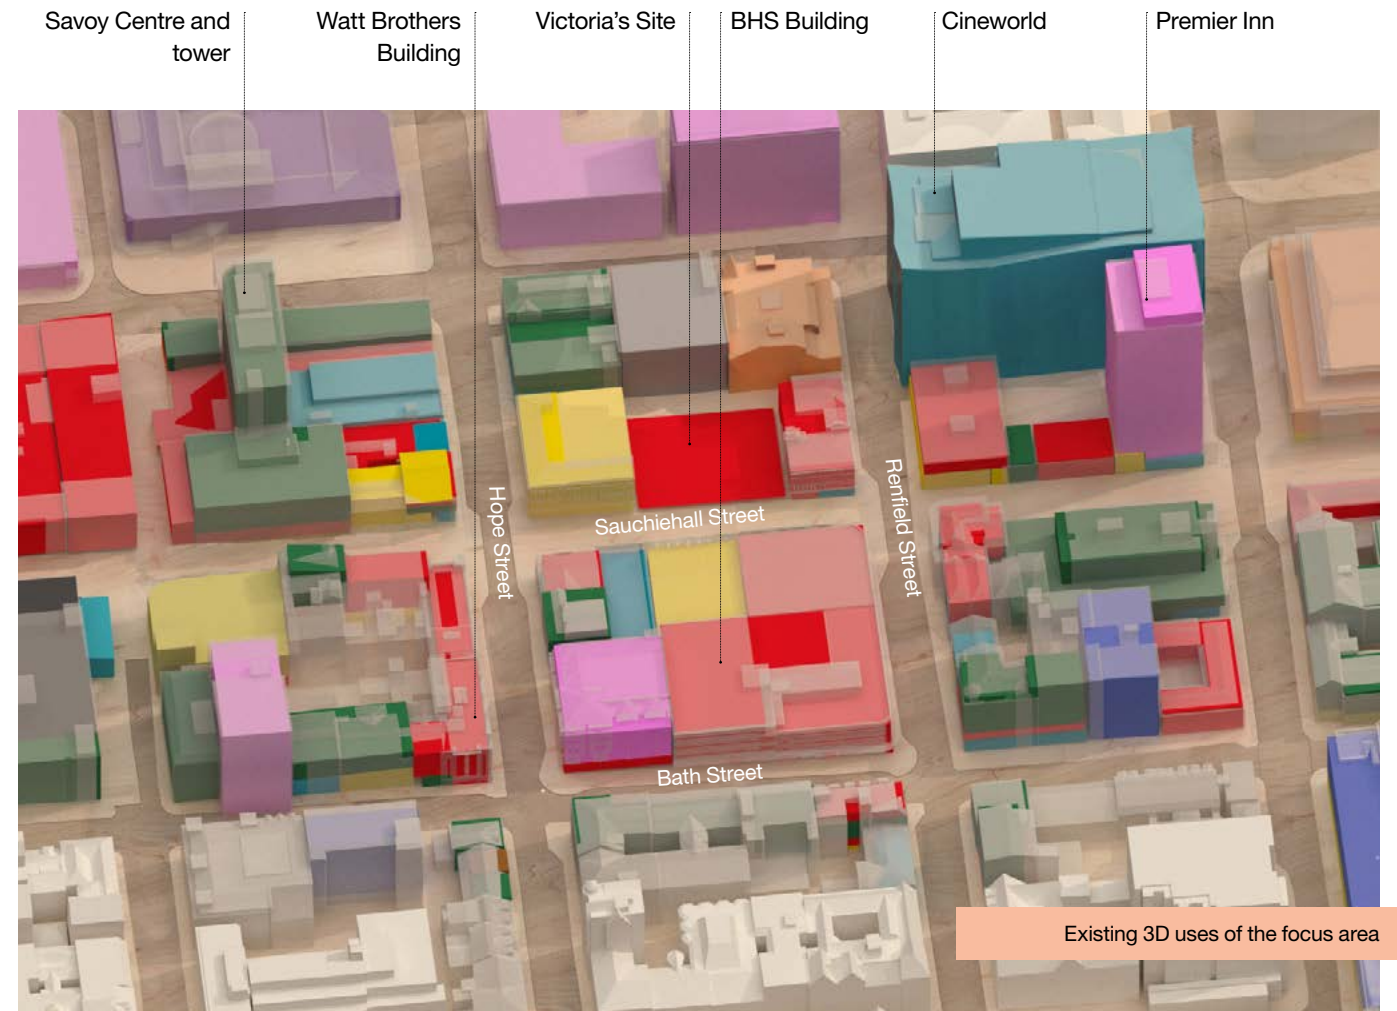 Savoy Centre and
tower
Watt Brothers
Building
Victoria’s Site
BHS Building
Cineworld
Premier Inn
Hope Street
Sauchiehall Street
Renfield Street
Bath Street
Existing 3D uses of the focus area